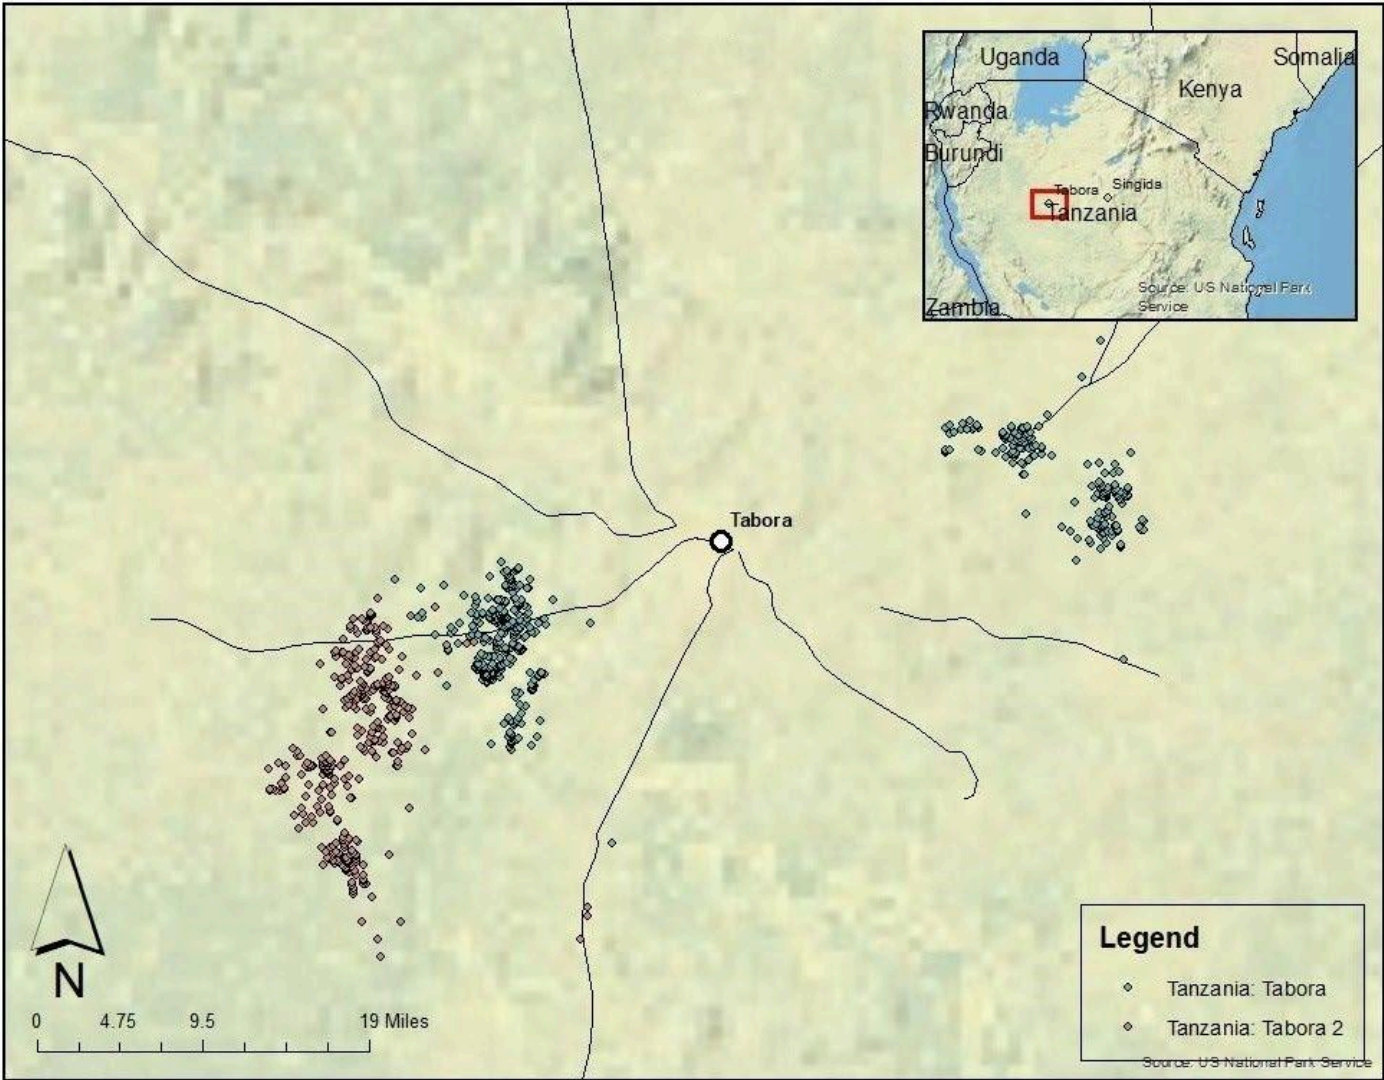 Uganda
Somalia
Kenya
Rwanda
Burundi
Tabora
Singida
Tanzania
Source: US National Park
Service
Zambia
Tabora
N
0 4.75 9.5 19 Miles
Legend
Tanzania: Tabora
Tanzania: Tabora 2
Source: US National Park Service